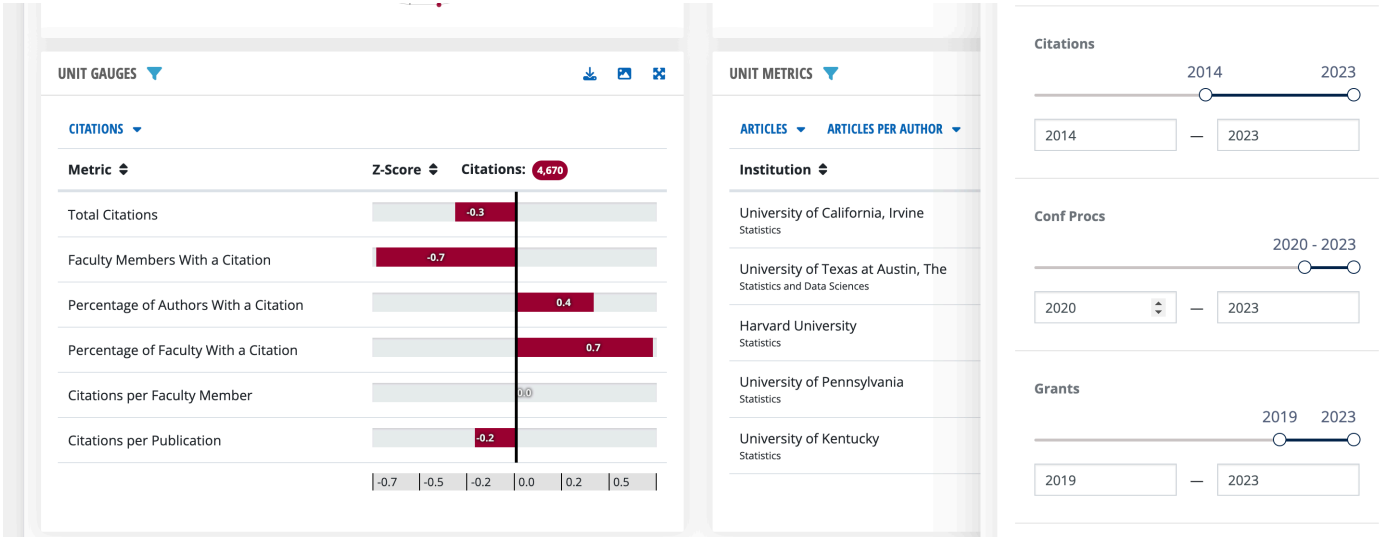 UNIT GAUGES
CITATIONS
Metric Z-Score Citations: 4,670
Total Citations -0.3
Faculty Members With a Citation -0.7
Percentage of Authors With a Citation 0.4
Percentage of Faculty With a Citation 0.7
Citations per Faculty Member 0.0
Citations per Publication -0.2
-0.7 -0.5 -0.2 0.0 0.2 0.5
UNIT METRICS
ARTICLES ARTICLES PER AUTHOR
Institution
University of California, Irvine
Statistics
University of Texas at Austin, The
Statistics and Data Sciences
Harvard University
Statistics
University of Pennsylvania
Statistics
University of Kentucky
Statistics
Citations
2014 2023
2014 — 2023
Conf Procs
2020 - 2023
2020 — 2023
Grants
2019 2023
2019 — 2023